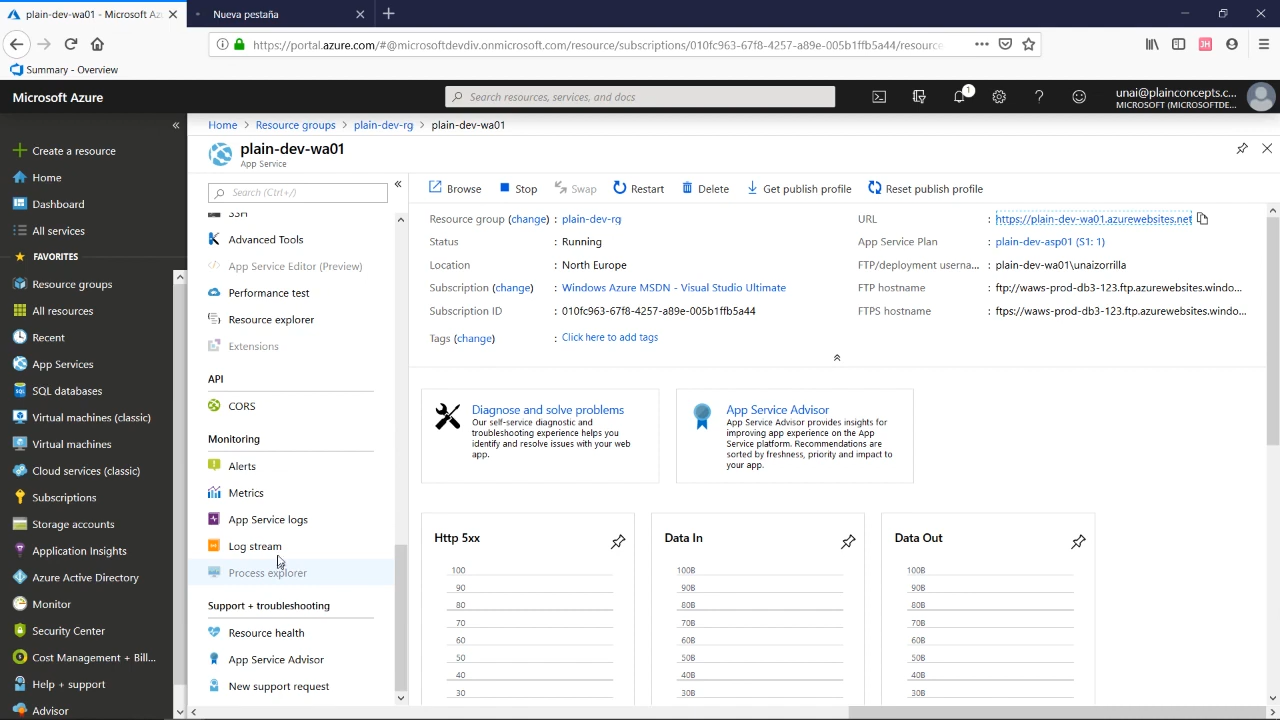 plain-dev-wa01 - Microsoft Az
Nueva pestaña
https://portal.azure.com/#@microsoftdevdiv.onmicrosoft.com/resource/subscriptions/010fc963-67f8-4257-a89e-005b1ffb5a44/resource
JH
Summary - Overview
Microsoft Azure
Search resources, services, and docs
1
unai@plainconcepts.c...
MICROSOFT (MICROSOFTDE...
Create a resource
Home
Dashboard
All services
FAVORITES
Resource groups
All resources
Recent
App Services
SQL databases
Virtual machines (classic)
Virtual machines
Cloud services (classic)
Subscriptions
Storage accounts
Application Insights
Azure Active Directory
Monitor
Security Center
Cost Management + Bill...
Help + support
Advisor
Home > Resource groups > plain-dev-rg > plain-dev-wa01
plain-dev-wa01
App Service
Search (Ctrl+/)
SSH
Advanced Tools
App Service Editor (Preview)
Performance test
Resource explorer
Extensions
API
CORS
Monitoring
Alerts
Metrics
App Service logs
Log stream
Process explorer
Support + troubleshooting
Resource health
App Service Advisor
New support request
Browse Stop Swap Restart Delete Get publish profile Reset publish profile
Resource group (change) : plain-dev-rg
Status : Running
Location : North Europe
Subscription (change) : Windows Azure MSDN - Visual Studio Ultimate
Subscription ID : 010fc963-67f8-4257-a89e-005b1ffb5a44
Tags (change) : Click here to add tags
URL : https://plain-dev-wa01.azurewebsites.net
App Service Plan : plain-dev-asp01 (S1: 1)
FTP/deployment userna... : plain-dev-wa01\unaizorrilla
FTP hostname : ftp://waws-prod-db3-123.ftp.azurewebsites.windo...
FTPS hostname : ftps://waws-prod-db3-123.ftp.azurewebsites.windo...
Diagnose and solve problems
Our self-service diagnostic and
troubleshooting experience helps you
identify and resolve issues with your web
app.
App Service Advisor
App Service Advisor provides insights for
improving app experience on the App
Service platform. Recommendations are
sorted by freshness, priority and impact to
your app.
Http 5xx
100
90
80
70
60
50
40
30
Data In
100B
90B
80B
70B
60B
50B
40B
30B
Data Out
100B
90B
80B
70B
60B
50B
40B
30B